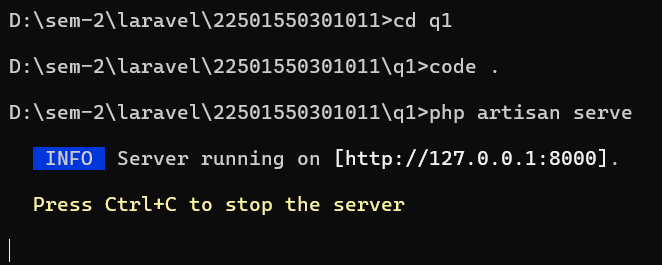 D:\sem-2\laravel\22501550301011>cd q1
D:\sem-2\laravel\22501550301011\q1>code .
D:\sem-2\laravel\22501550301011\q1>php artisan serve
INFO Server running on [http://127.0.0.1:8000].
Press Ctrl+C to stop the server